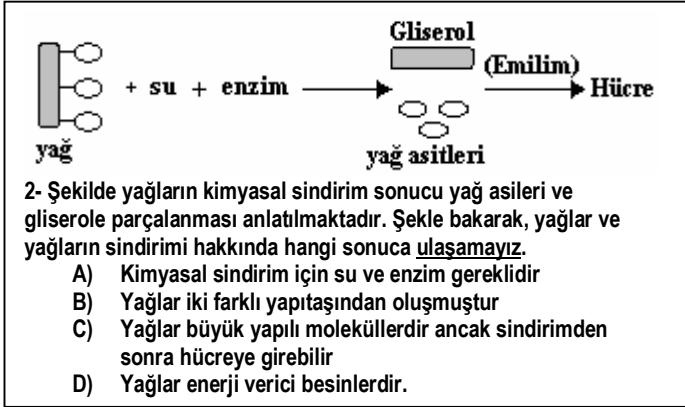 Gliserol
(Emilim)
+ su + enzim
Hücre
yağ
yağ asitleri
2- Şekilde yağların kimyasal sindirim sonucu yağ asileri ve
gliserole parçalanması anlatılmaktadır. Şekle bakarak, yağlar ve
yağların sindirimi hakkında hangi sonuca ulaşamayız.
A) Kimyasal sindirim için su ve enzim gereklidir
B) Yağlar iki farklı yapıtaşından oluşmuştur
C) Yağlar büyük yapılı moleküllerdir ancak sindirimden
sonra hücreye girebilir
D) Yağlar enerji verici besinlerdir.